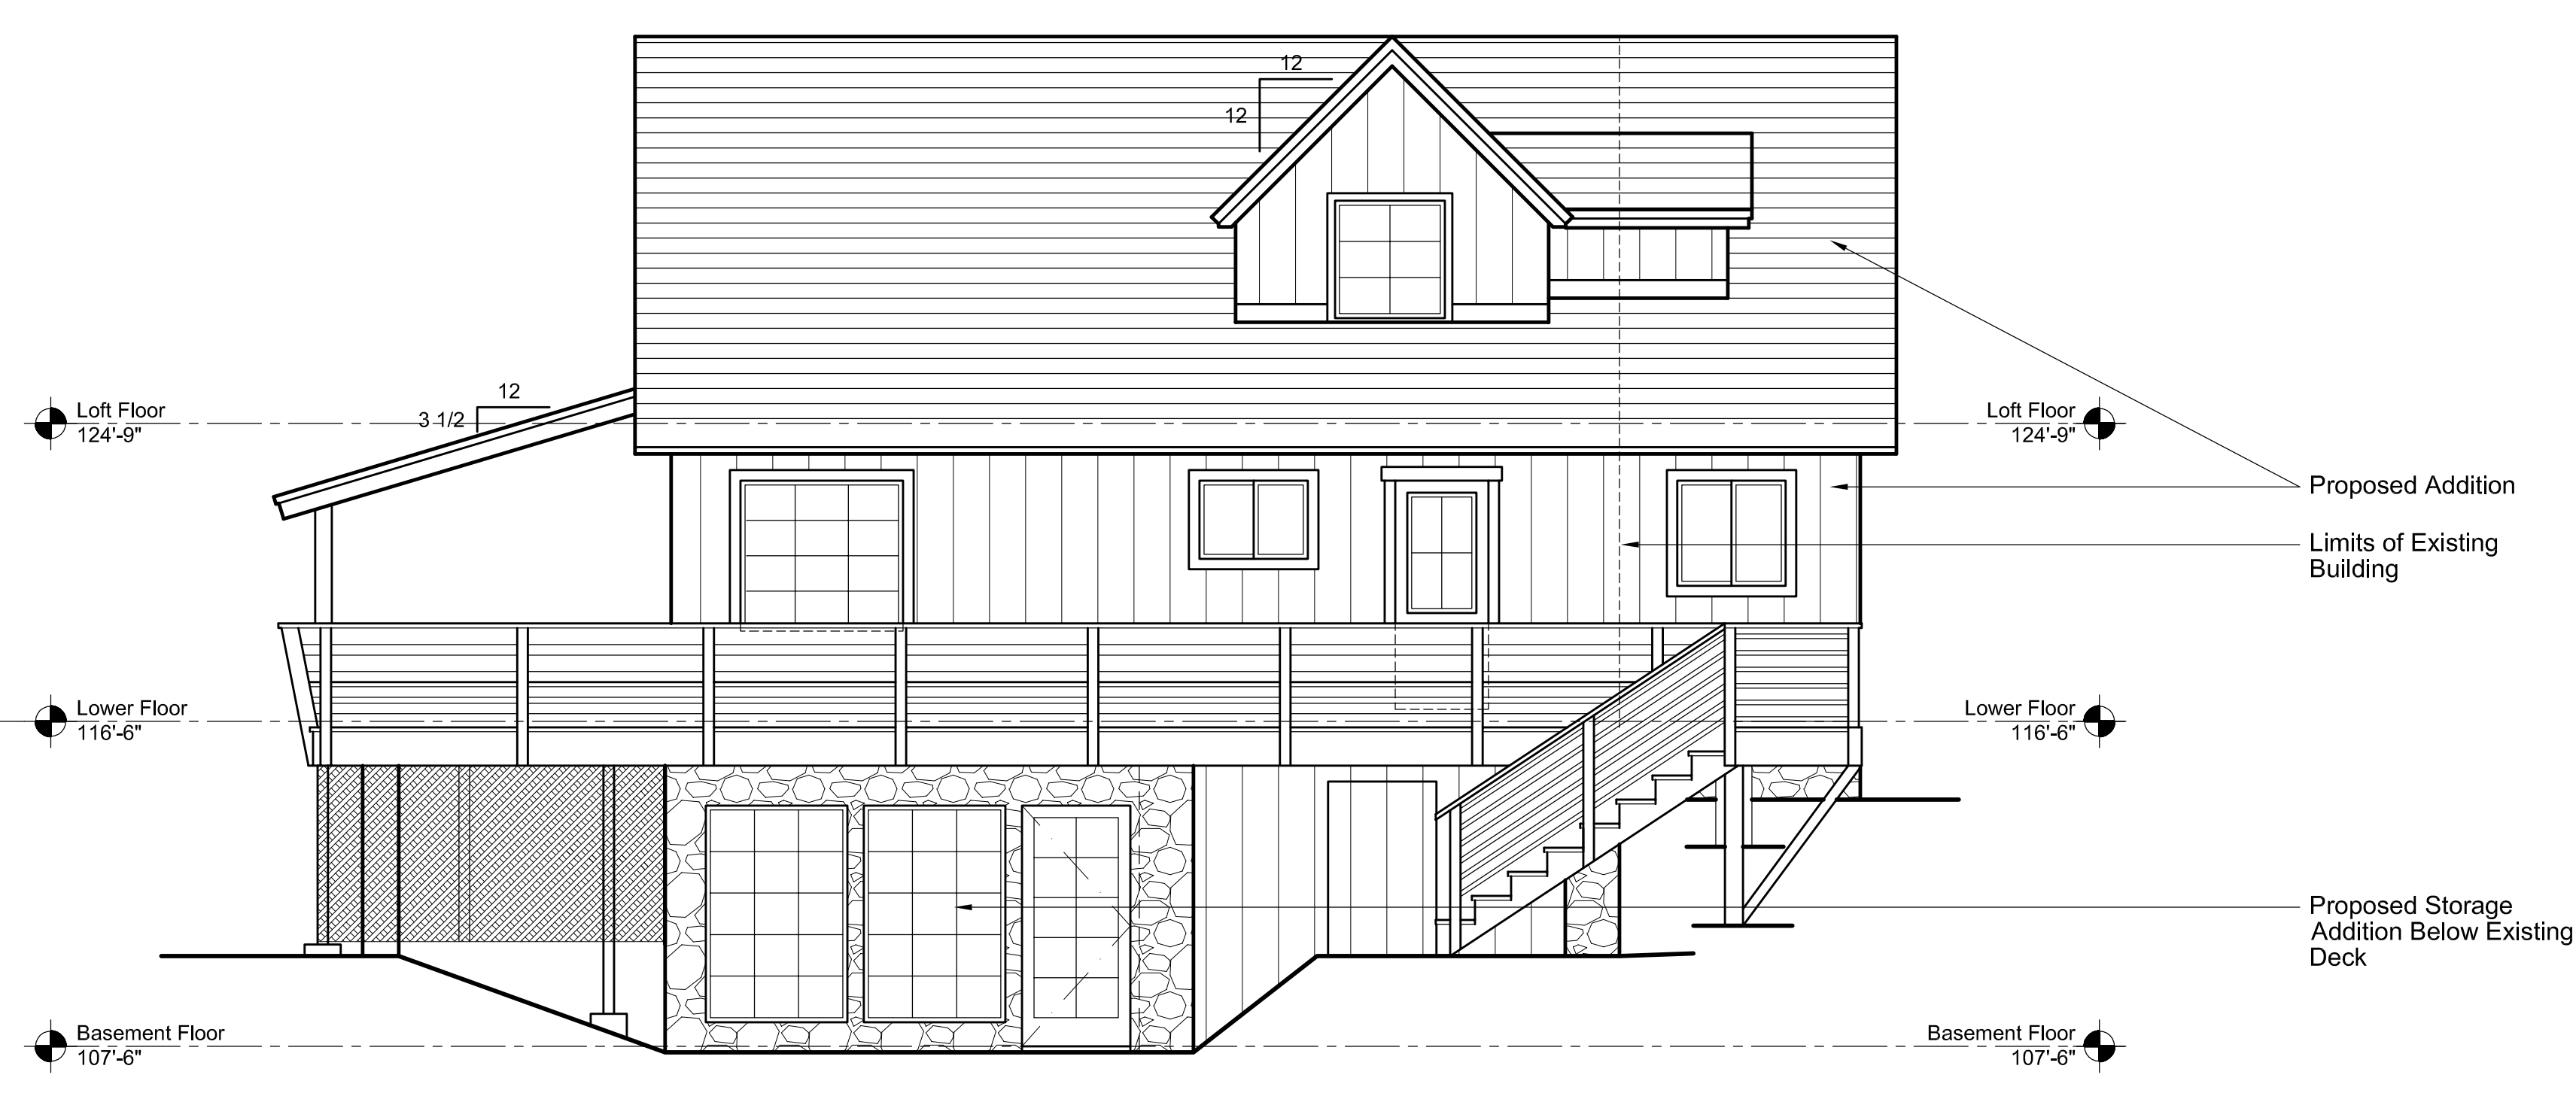 12
12
12
3 1/2
Loft Floor
124'-9"
Loft Floor
124'-9"
Proposed Addition
Limits of Existing
Building
Lower Floor
116'-6"
Lower Floor
116'-6"
Proposed Storage
Addition Below Existing
Deck
Basement Floor
107'-6"
Basement Floor
107'-6"